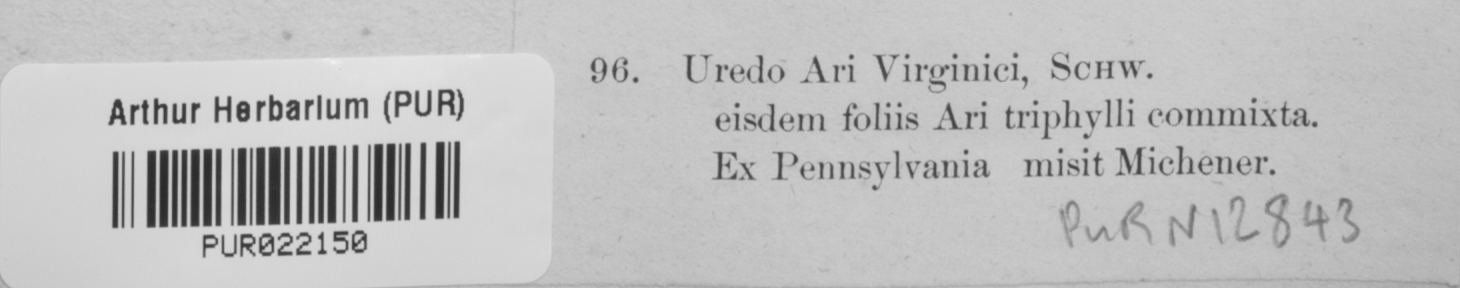 Arthur Herbarium (PUR)
PUR022150
96. Uredo Ari Virginici, SCHW.
eisdem foliis Ari triphylli commixta.
Ex Pennsylvania misit Michener.
PUR N12843